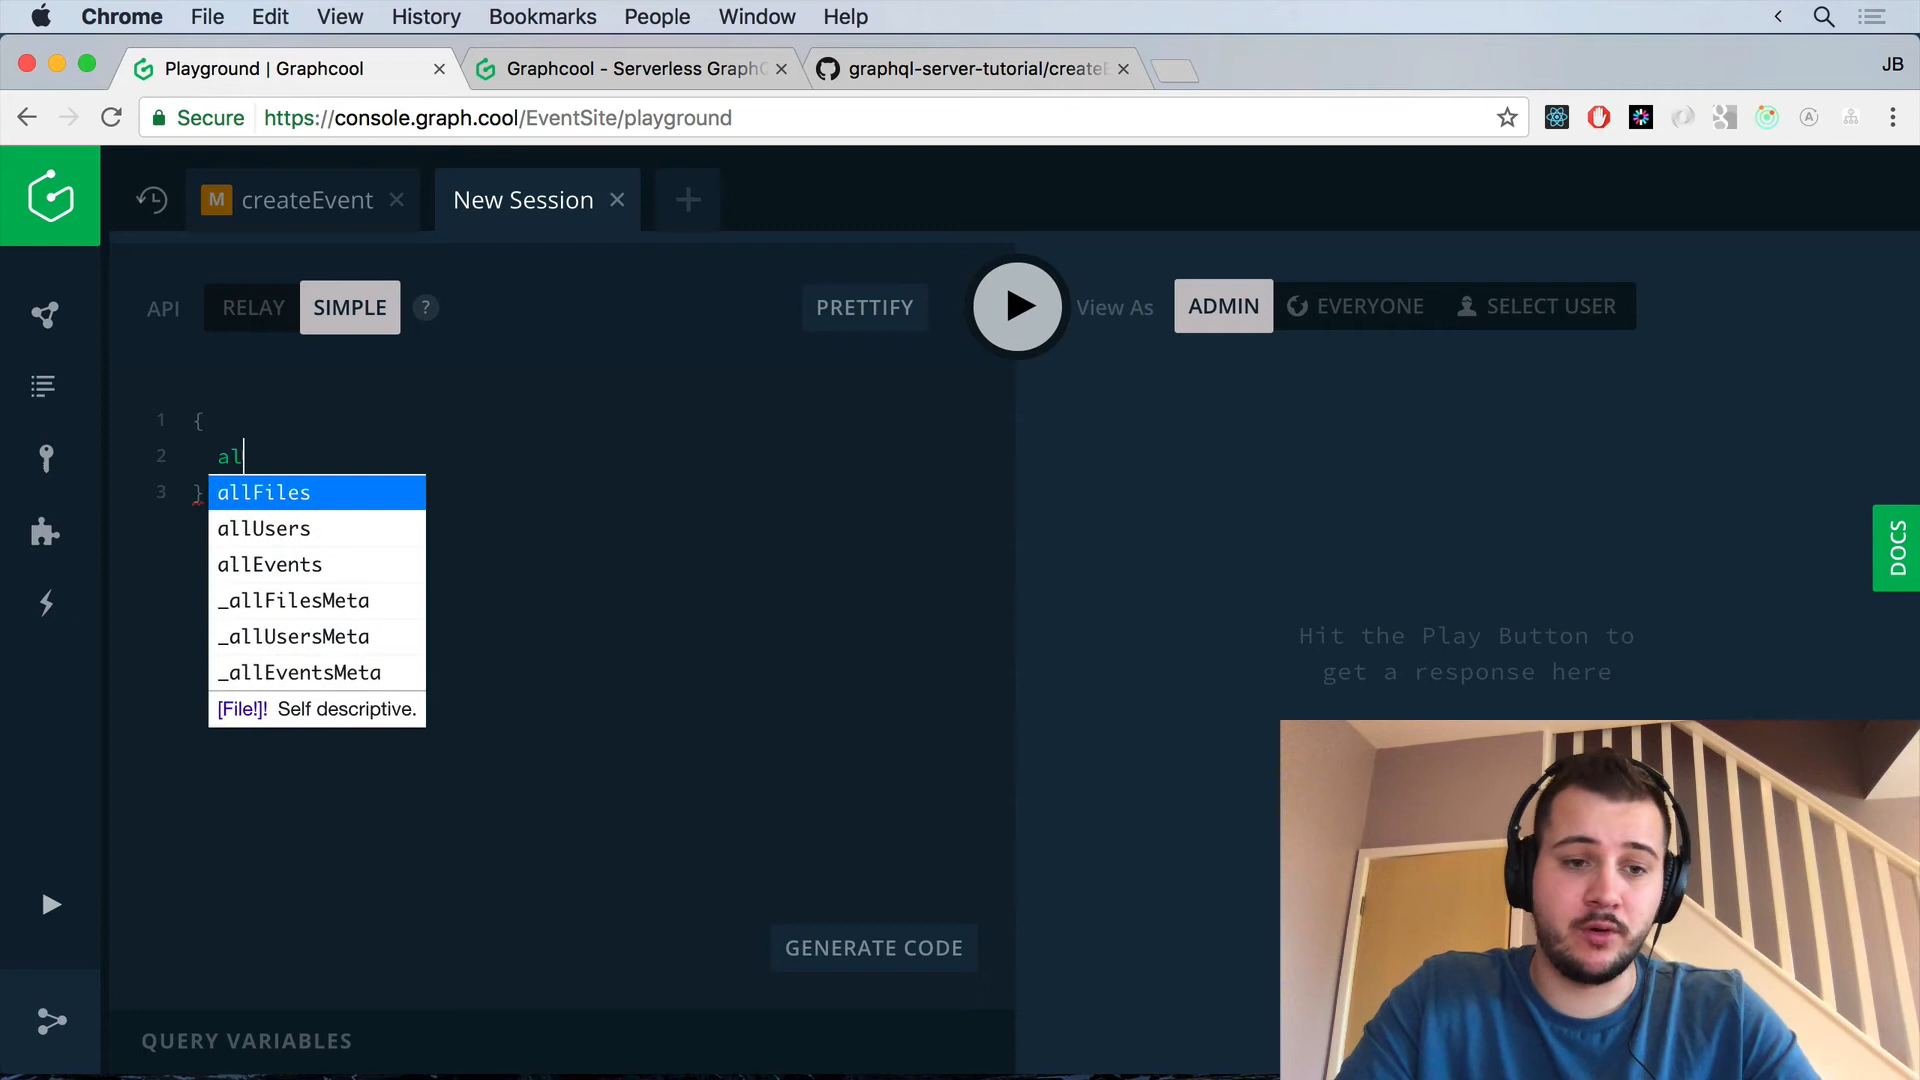 Chrome File Edit View History Bookmarks People Window Help
Playground | Graphcool
Graphcool - Serverless GraphQ
graphql-server-tutorial/createE
JB
Secure https://console.graph.cool/EventSite/playground
M createEvent
New Session
API RELAY SIMPLE ? PRETTIFY
View As ADMIN EVERYONE SELECT USER
1 {
2 al
3 }
allFiles
allUsers
allEvents
_allFilesMeta
_allUsersMeta
_allEventsMeta
[File!]! Self descriptive.
DOCS
Hit the Play Button to
get a response here
GENERATE CODE
QUERY VARIABLES